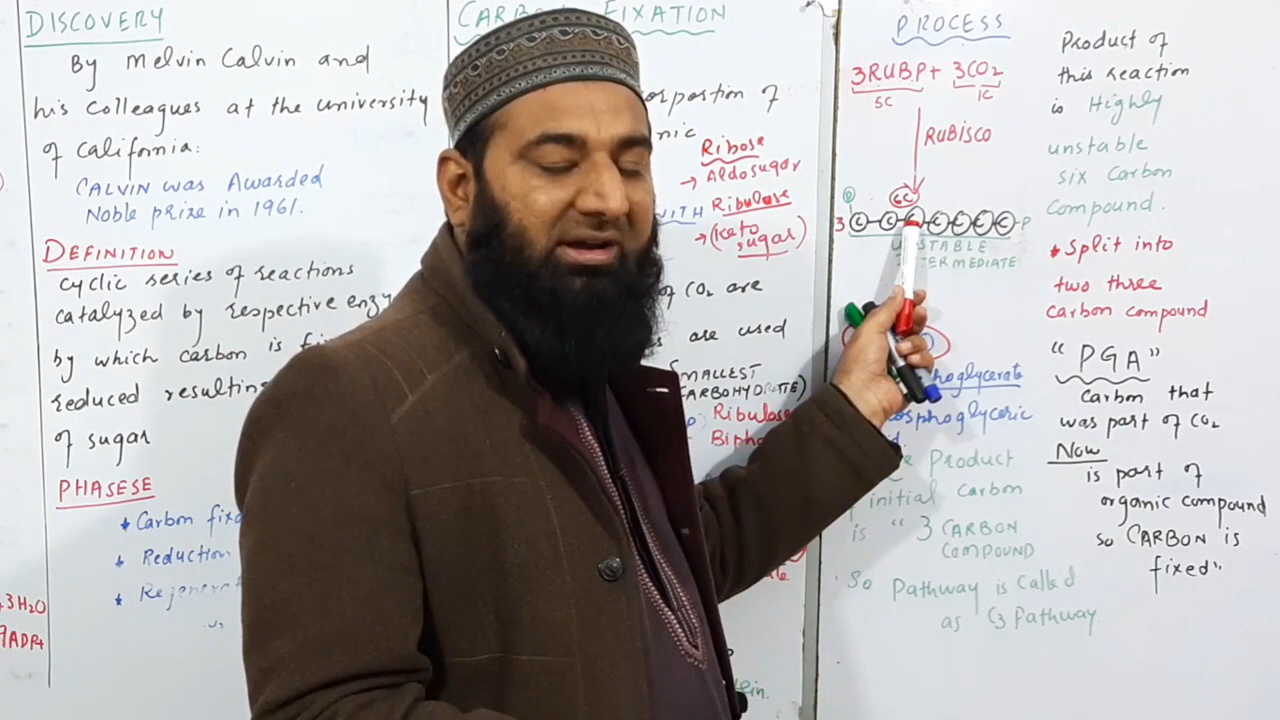 DISCOVERY
By Melvin Calvin and
his colleagues at the university
of california:
CALVIN was Awarded
Noble prize in 1961.
DEFINITION
cyclic series of reactions
catalyzed by respective enzy
by which carbon is
reduced resulting
of sugar
PHASESE
* Carbon fixa
* Reduction
* Regenerat
3H2O
9ADP+
CARBON FIXATION
orportion of
nic
Ribose
→ Aldosugar
WITH Ribulose
→ (Keto
sugar)
of CO2 are
are used
SMALLEST
CARBOHYDRATE)
Ribulose
Bipho
PROCESS
3RUBP + 3CO2
5C 1C
RUBISCO
6C
3 C C C C C C C P
UNSTABLE
INTERMEDIATE
hoglycerate
osphoglyceric
Product
initial carbon
is " 3 CARBON
COMPOUND
So Pathway is called
as C3 Pathway
Product of
this reaction
is Highly
unstable
six Carbon
compound.
* Split into
two three
carbon compound
"PGA"
Carbon that
was part of CO2
Now
is part of
organic compound
so CARBON is
fixed"